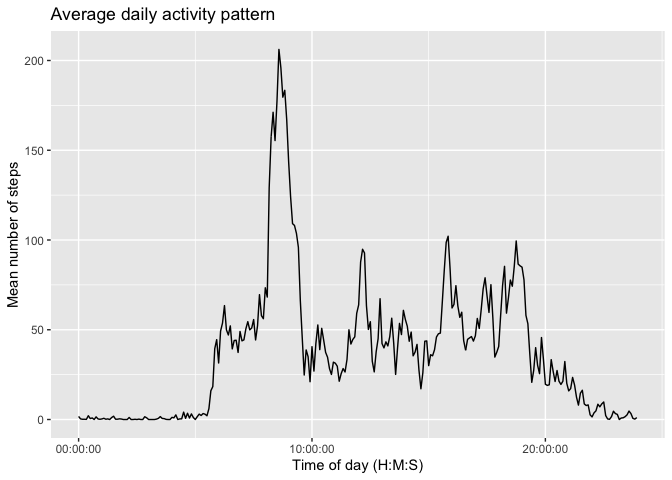 Average daily activity pattern
200
150
100
50
0
Mean number of steps
00:00:00
10:00:00
20:00:00
Time of day (H:M:S)